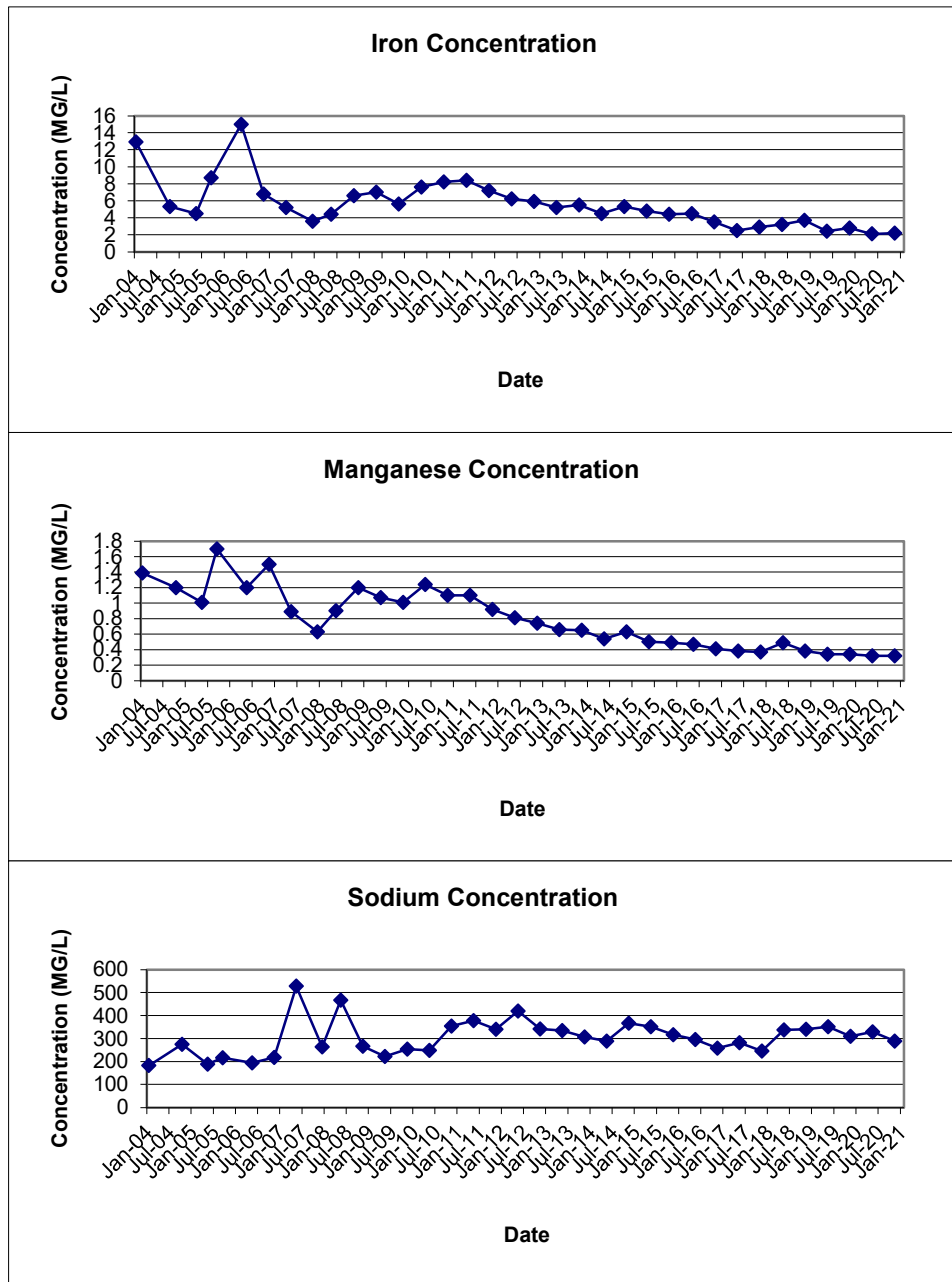 Iron Concentration
Concentration (MG/L)
16
14
12
10
8
6
4
2
0
Jan-04
Jul-04
Jan-05
Jul-05
Jan-06
Jul-06
Jan-07
Jul-07
Jan-08
Jul-08
Jan-09
Jul-09
Jan-10
Jul-10
Jan-11
Jul-11
Jan-12
Jul-12
Jan-13
Jul-13
Jan-14
Jul-14
Jan-15
Jul-15
Jan-16
Jul-16
Jan-17
Jul-17
Jan-18
Jul-18
Jan-19
Jul-19
Jan-20
Jul-20
Jan-21
Date
Manganese Concentration
Concentration (MG/L)
1.8
1.6
1.4
1.2
1
0.8
0.6
0.4
0.2
0
Jan-04
Jul-04
Jan-05
Jul-05
Jan-06
Jul-06
Jan-07
Jul-07
Jan-08
Jul-08
Jan-09
Jul-09
Jan-10
Jul-10
Jan-11
Jul-11
Jan-12
Jul-12
Jan-13
Jul-13
Jan-14
Jul-14
Jan-15
Jul-15
Jan-16
Jul-16
Jan-17
Jul-17
Jan-18
Jul-18
Jan-19
Jul-19
Jan-20
Jul-20
Jan-21
Date
Sodium Concentration
Concentration (MG/L)
600
500
400
300
200
100
0
Jan-04
Jul-04
Jan-05
Jul-05
Jan-06
Jul-06
Jan-07
Jul-07
Jan-08
Jul-08
Jan-09
Jul-09
Jan-10
Jul-10
Jan-11
Jul-11
Jan-12
Jul-12
Jan-13
Jul-13
Jan-14
Jul-14
Jan-15
Jul-15
Jan-16
Jul-16
Jan-17
Jul-17
Jan-18
Jul-18
Jan-19
Jul-19
Jan-20
Jul-20
Jan-21
Date